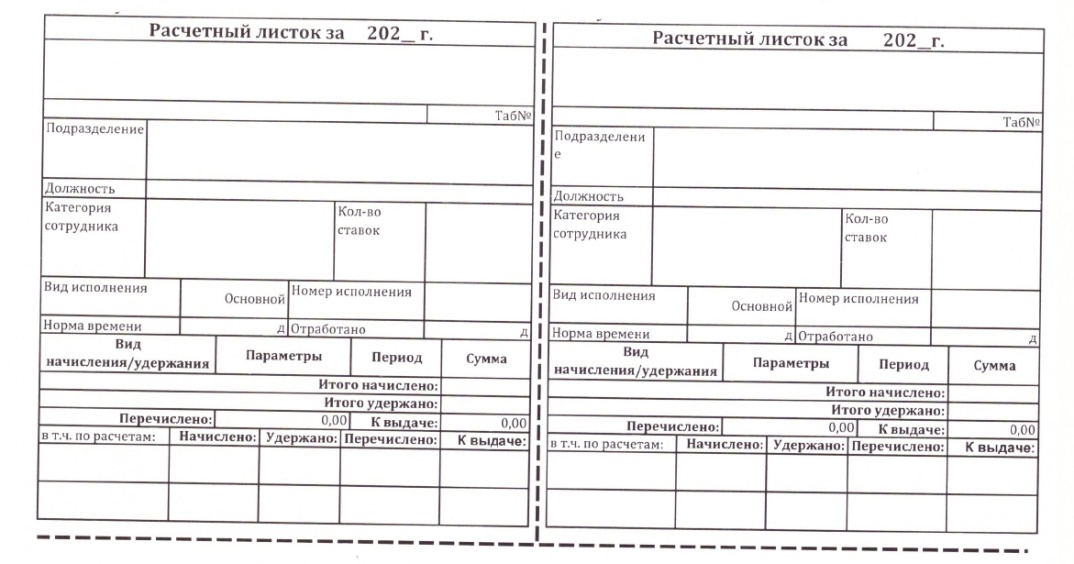 Расчетный листок за 202_ г.
Таб№
Подразделение
Должность
Категория
сотрудника
Кол-во
ставок
Вид исполнения
Основной
Номер исполнения
Норма времени
д
Отработано
д
Вид
начисления/удержания
Параметры
Период
Сумма
Итого начислено:
Итого удержано:
Перечислено:
0,00
К выдаче:
0,00
в т.ч. по расчетам:
Начислено:
Удержано:
Перечислено:
К выдаче:
Расчетный листок за 202_г.
Таб№
Подразделени
е
Должность
Категория
сотрудника
Кол-во
ставок
Вид исполнения
Основной
Номер исполнения
Норма времени
д
Отработано
д
Вид
начисления/удержания
Параметры
Период
Сумма
Итого начислено:
Итого удержано:
Перечислено:
0,00
К выдаче:
0,00
в т.ч. по расчетам:
Начислено:
Удержано:
Перечислено:
К выдаче: